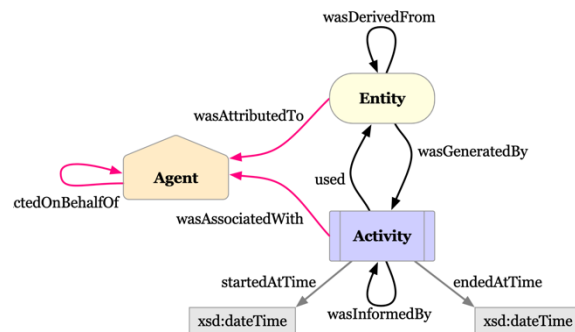 wasDerivedFrom
Entity
wasAttributedTo
wasGeneratedBy
used
Agent
ctedOnBehalfOf
wasAssociatedWith
Activity
startedAtTime
endedAtTime
wasInformedBy
xsd:dateTime
xsd:dateTime